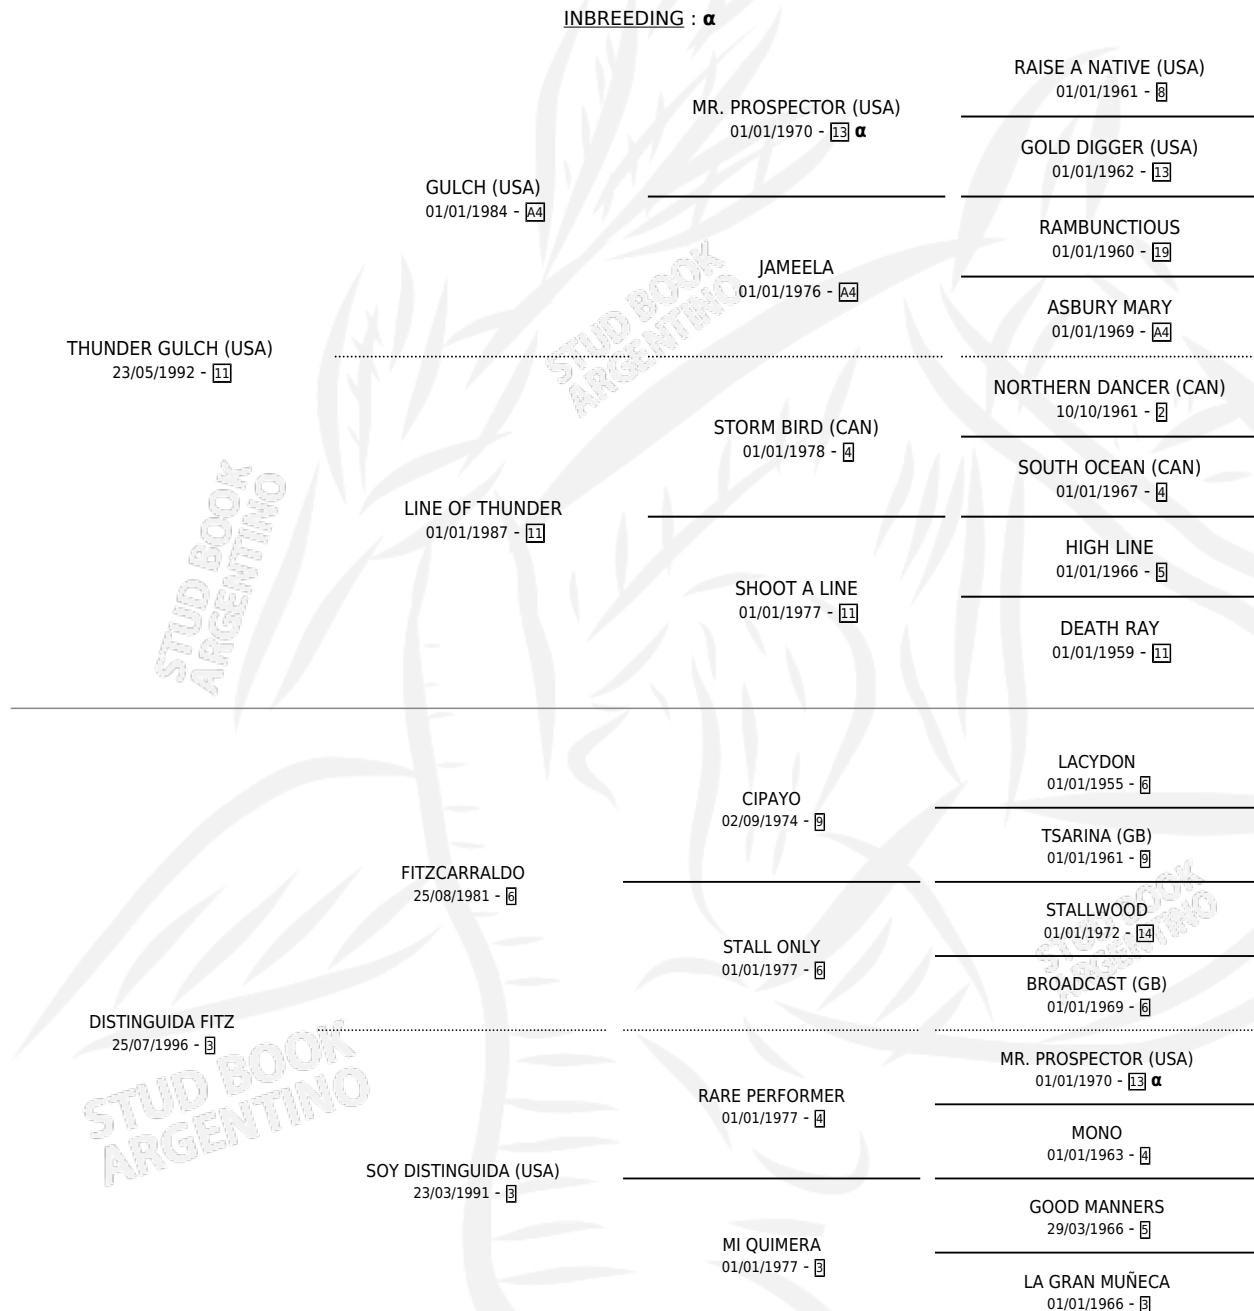 INBREEDING : α
RAISE A NATIVE (USA)
01/01/1961 - 8
MR. PROSPECTOR (USA)
01/01/1970 - 13 α
GOLD DIGGER (USA)
01/01/1962 - 13
GULCH (USA)
01/01/1984 - A4
RAMBUNCTIOUS
01/01/1960 - 19
JAMEELA
01/01/1976 - A4
ASBURY MARY
01/01/1969 - A4
THUNDER GULCH (USA)
23/05/1992 - 11
NORTHERN DANCER (CAN)
10/10/1961 - 2
STORM BIRD (CAN)
01/01/1978 - 4
SOUTH OCEAN (CAN)
01/01/1967 - 4
LINE OF THUNDER
01/01/1987 - 11
HIGH LINE
01/01/1966 - 5
SHOOT A LINE
01/01/1977 - 11
DEATH RAY
01/01/1959 - 11
LACYDON
01/01/1955 - 6
CIPAYO
02/09/1974 - 9
TSARINA (GB)
01/01/1961 - 9
FITZCARRALDO
25/08/1981 - 6
STALLWOOD
01/01/1972 - 14
STALL ONLY
01/01/1977 - 6
BROADCAST (GB)
01/01/1969 - 6
DISTINGUIDA FITZ
25/07/1996 - 3
MR. PROSPECTOR (USA)
01/01/1970 - 13 α
RARE PERFORMER
01/01/1977 - 4
MONO
01/01/1963 - 4
SOY DISTINGUIDA (USA)
23/03/1991 - 3
GOOD MANNERS
29/03/1966 - 5
MI QUIMERA
01/01/1977 - 3
LA GRAN MUÑECA
01/01/1966 - 3
STUD BOOK
ARGENTINO
STUD BOOK
ARGENTINO
STUD BOOK
ARGENTINO
STUD BOOK
ARGENTINO